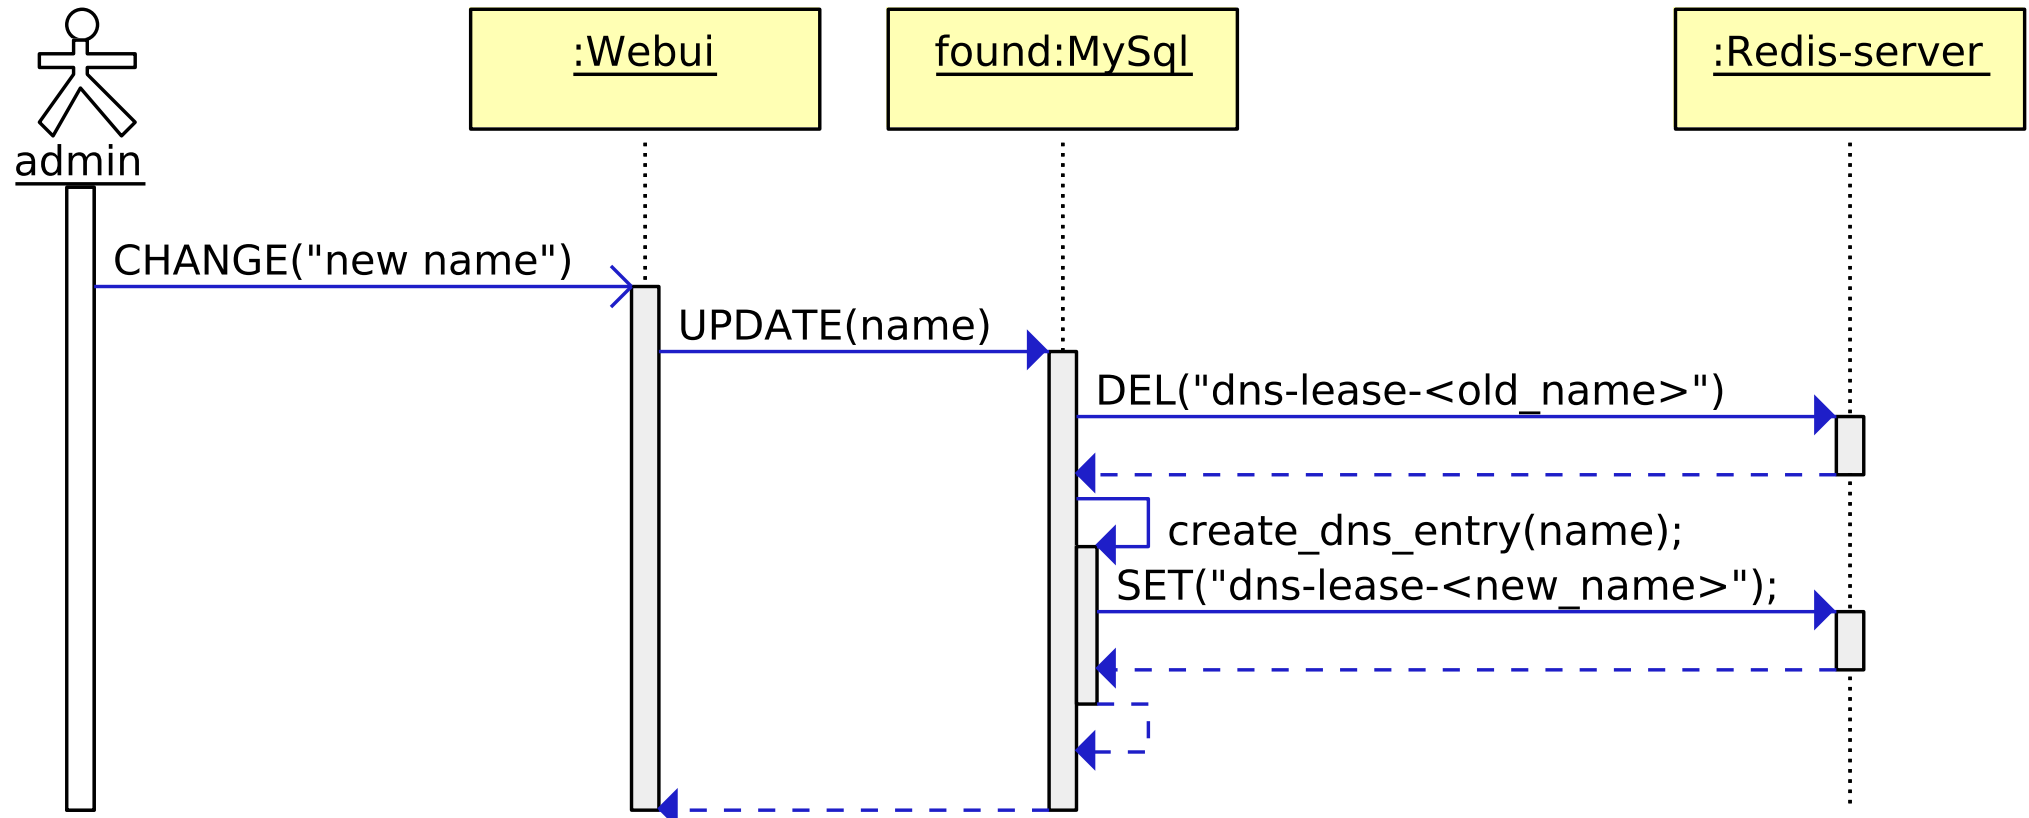 :Webui
found:MySql
:Redis-server
admin
CHANGE("new name")
UPDATE(name)
DEL("dns-lease-<old_name>")
create_dns_entry(name);
SET("dns-lease-<new_name>");